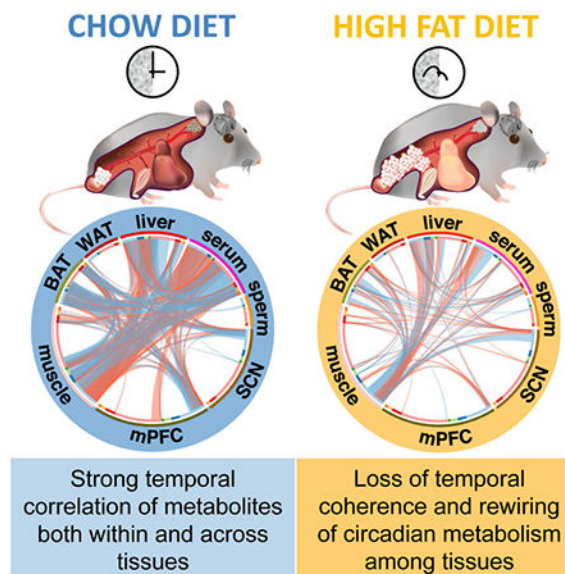 CHOW DIET
HIGH FAT DIET
BAT
WAT
liver
serum
sperm
SCN
mPFC
muscle
BAT
WAT
liver
serum
sperm
SCN
mPFC
muscle
Strong temporal
correlation of metabolites
both within and across
tissues
Loss of temporal
coherence and rewiring
of circadian metabolism
among tissues